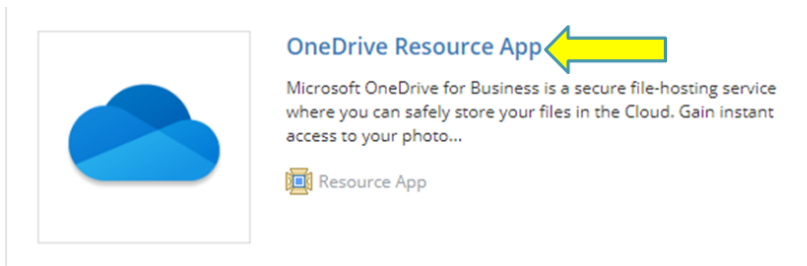 OneDrive Resource App
Microsoft OneDrive for Business is a secure file-hosting service
where you can safely store your files in the Cloud. Gain instant
access to your photo...
Resource App